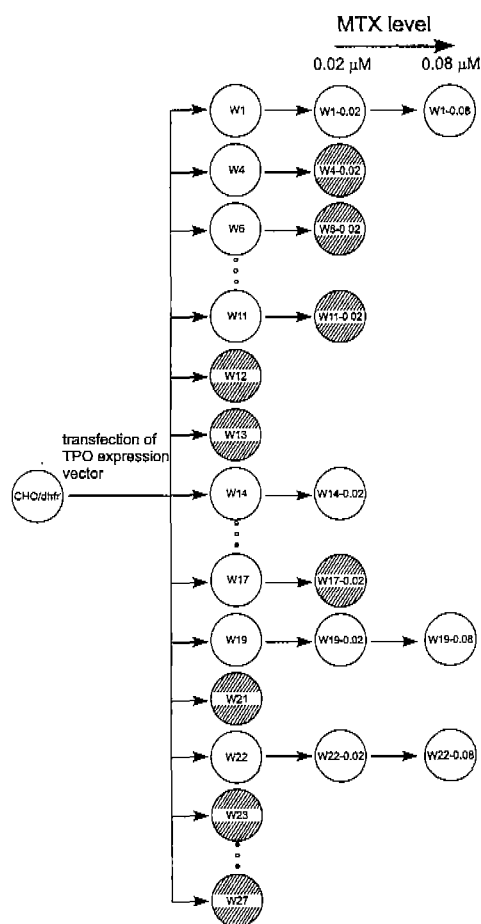 MTX level
0.02 µM 0.08 µM
W1 W1-0.02 W1-0.08
W4 W4-0.02
W6 W6-0.02
W11 W11-0.02
W12
W13
transfection of
TPO expression
vector
CHO/dhfr- W14 W14-0.02
W17 W17-0.02
W19 W19-0.02 W19-0.08
W21
W22 W22-0.02 W22-0.08
W23
W27